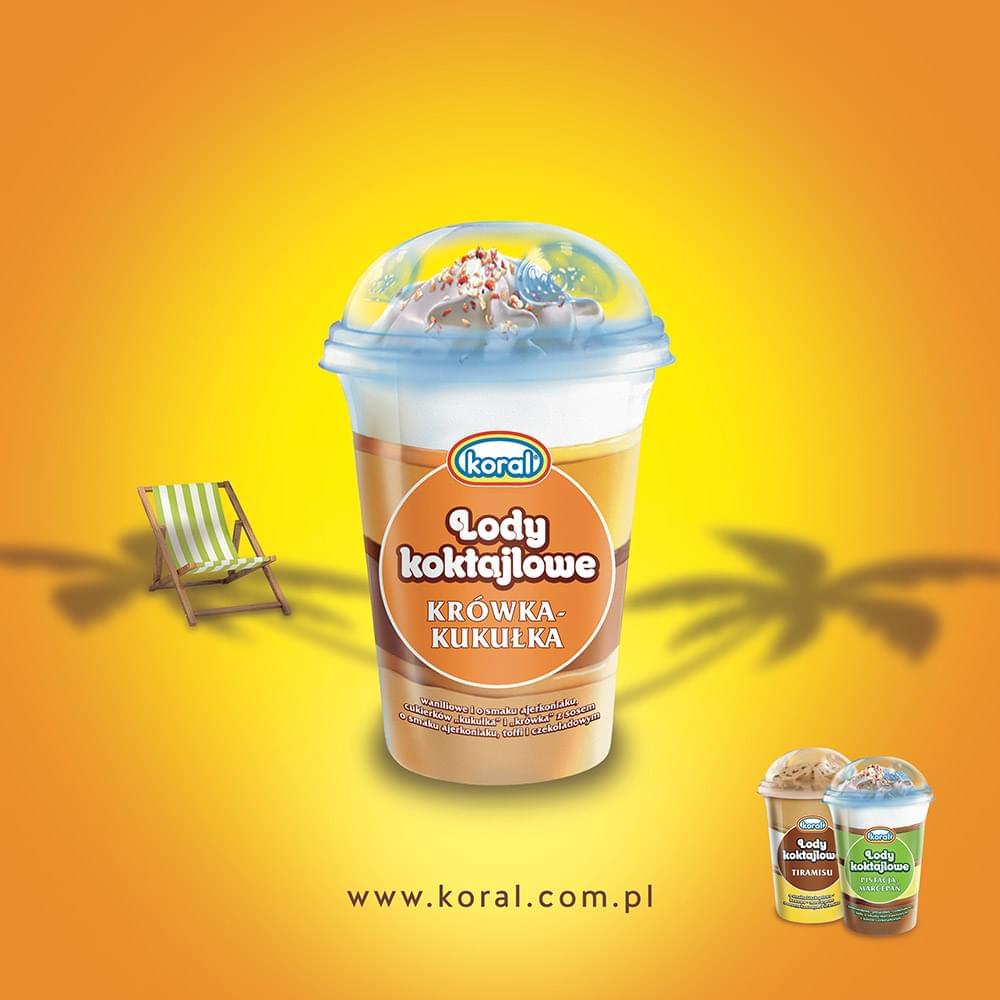 koral
Lody
koktajlowe
KRÓWKA-
KUKUŁKA
waniliowe i o smaku ajerkoniaku,
cukierków „kukułka” i „krówka” z sosem
o smaku ajerkoniaku, toffi i czekoladowym
koral
Lody
koktajlowe
TIRAMISU
koral
Lody
koktajlowe
PISTACJA-
MARCEPAN
www.koral.com.pl